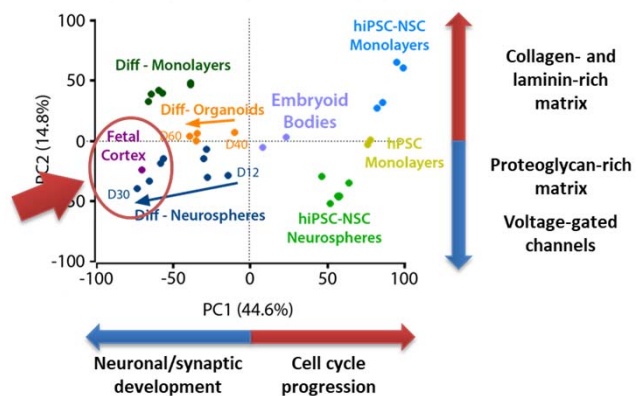 100
50
0
-50
-100
PC2 (14.8%)
-100
-50
0
50
100
PC1 (44.6%)
hiPSC-NSC
Monolayers
Diff - Monolayers
Diff- Organoids
D60
D40
Embryoid
Bodies
Fetal
Cortex
hPSC
Monolayers
D30
D12
Diff - Neurospheres
hiPSC-NSC
Neurospheres
Collagen- and
laminin-rich
matrix
Proteoglycan-rich
matrix
Voltage-gated
channels
Neuronal/synaptic
development
Cell cycle
progression